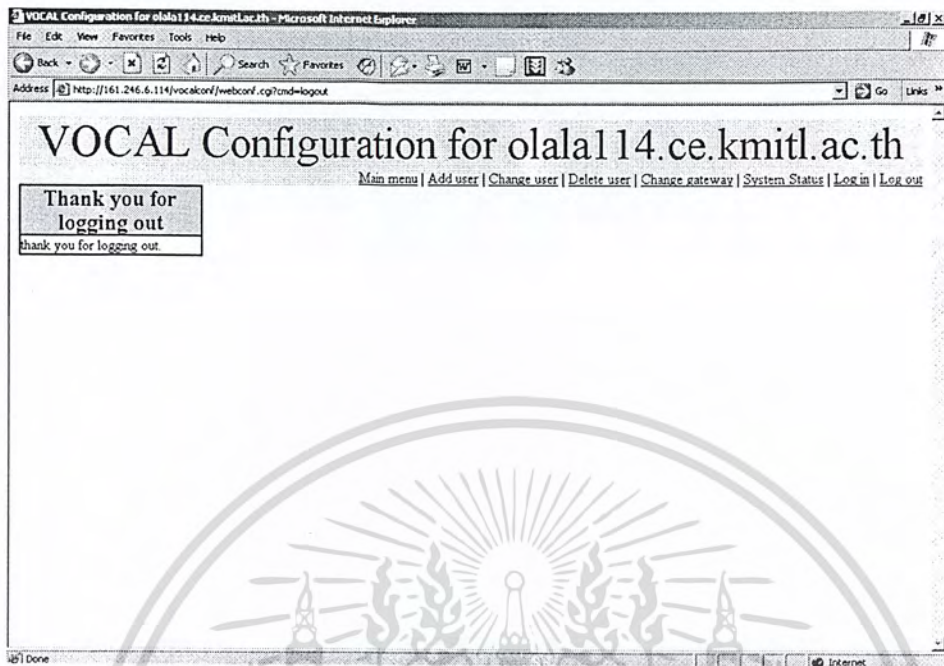 VOCAL Configuration for olala114.ce.kmitl.ac.th - Microsoft Internet Explorer
File Edit View Favorites Tools Help
Back Search Favorites
Address http://161.246.6.114/vocalconf/webconf.cgi?cmd=logout Go Links »
VOCAL Configuration for olala114.ce.kmitl.ac.th
Main menu | Add user | Change user | Delete user | Change gateway | System Status | Log in | Log out
Thank you for
logging out
thank you for logging out.
Done Internet